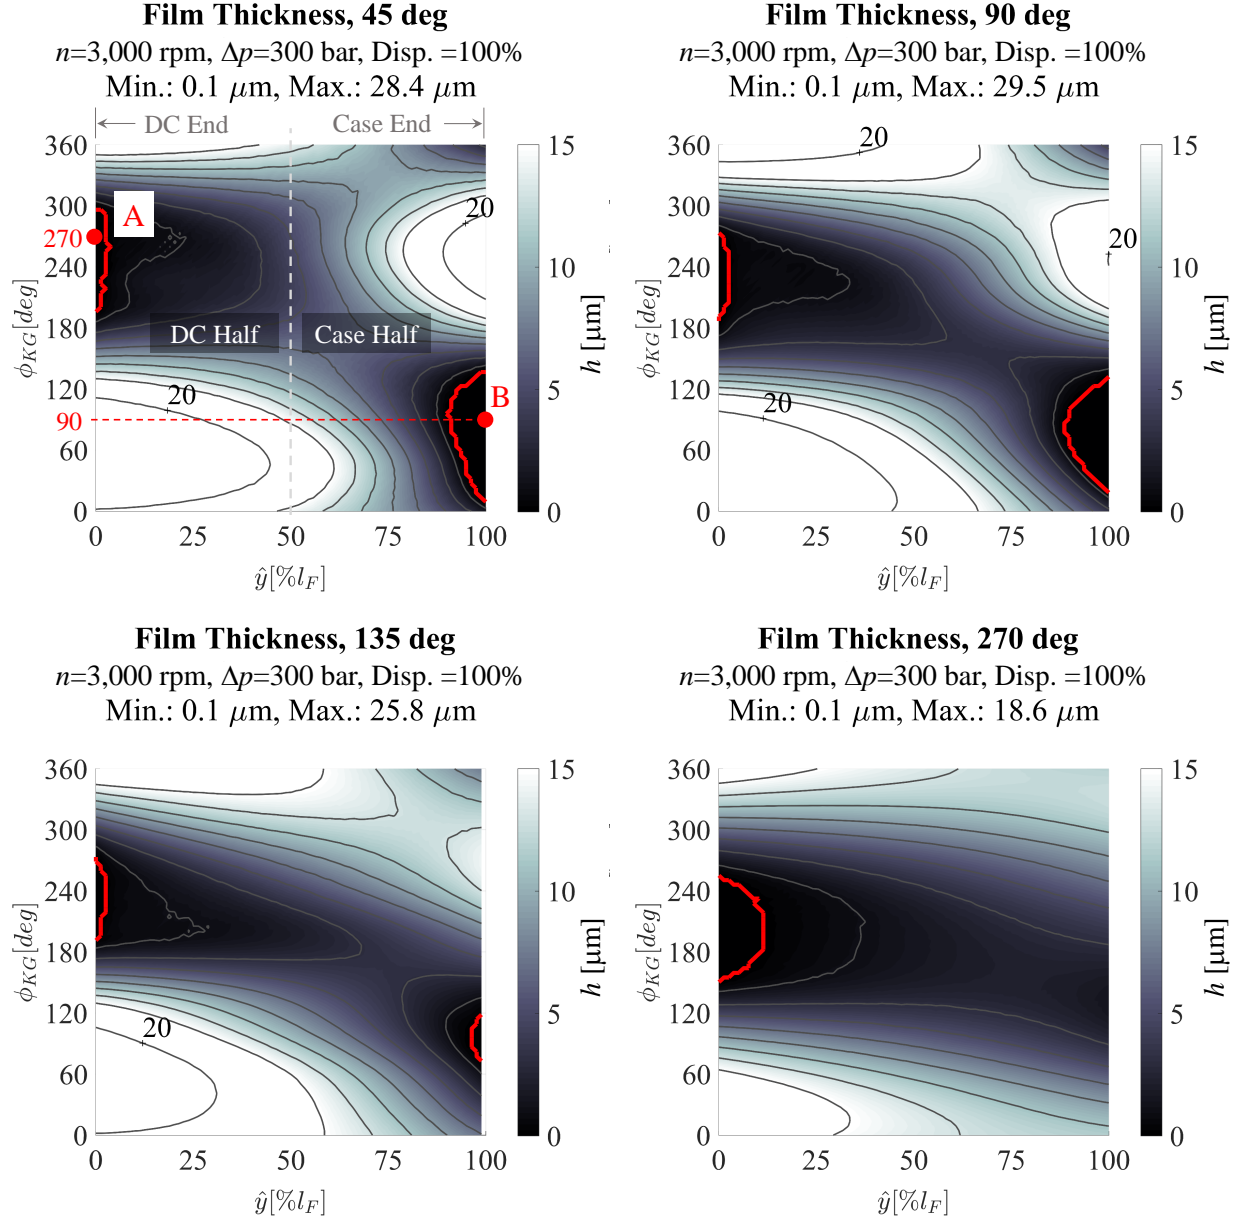 Film Thickness, 45 deg
n=3,000 rpm, Δp=300 bar, Disp. =100%
Min.: 0.1 μm, Max.: 28.4 μm
DC End
Case End
360
300
270
240
180
120
90
60
0
ϕKG[deg]
A
20
DC Half
Case Half
20
B
0
25
50
75
100
ŷ[%lF]
15
10
5
0
h [μm]
Film Thickness, 90 deg
n=3,000 rpm, Δp=300 bar, Disp. =100%
Min.: 0.1 μm, Max.: 29.5 μm
360
300
240
180
120
60
0
ϕKG[deg]
20
20
20
0
25
50
75
100
ŷ[%lF]
15
10
5
0
h [μm]
Film Thickness, 135 deg
n=3,000 rpm, Δp=300 bar, Disp. =100%
Min.: 0.1 μm, Max.: 25.8 μm
360
300
240
180
120
60
0
ϕKG[deg]
20
0
25
50
75
100
ŷ[%lF]
15
10
5
0
h [μm]
Film Thickness, 270 deg
n=3,000 rpm, Δp=300 bar, Disp. =100%
Min.: 0.1 μm, Max.: 18.6 μm
360
300
240
180
120
60
0
ϕKG[deg]
0
25
50
75
100
ŷ[%lF]
15
10
5
0
h [μm]